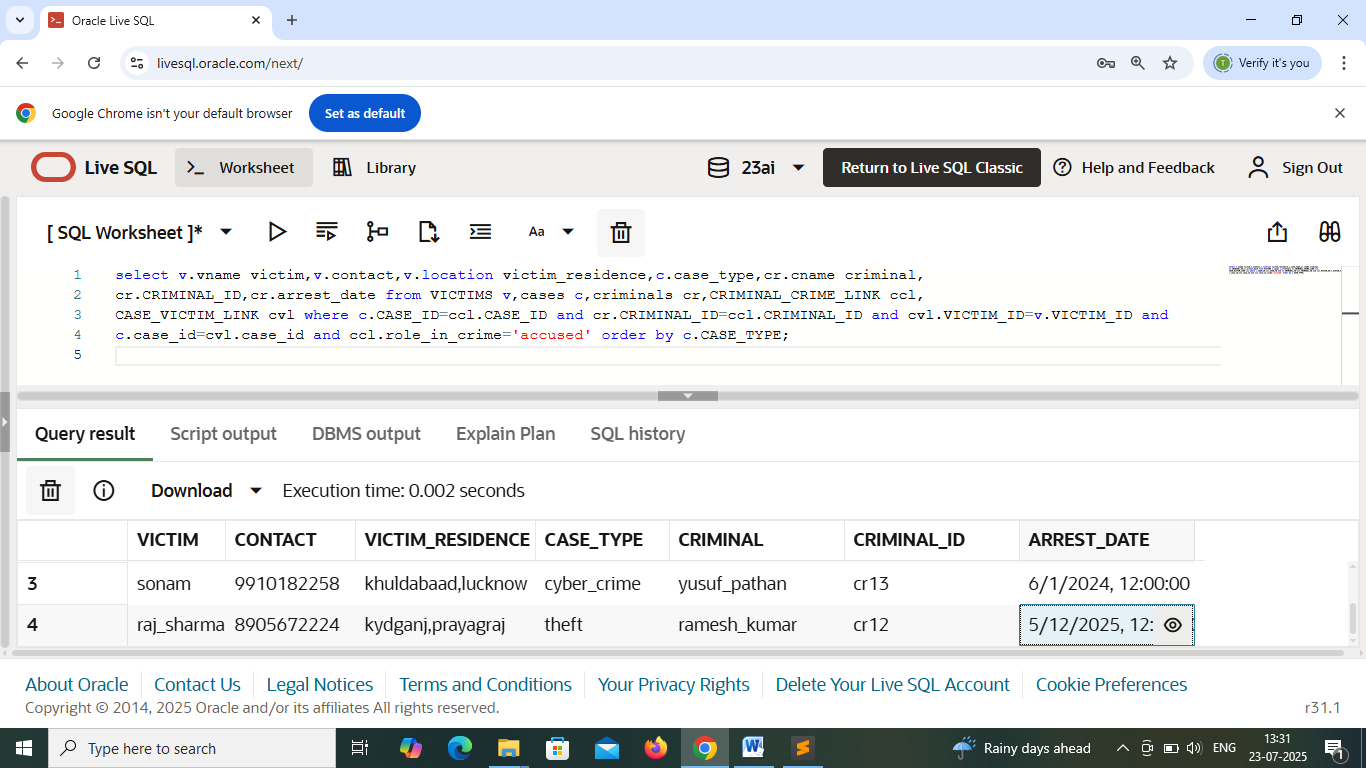 Oracle Live SQL
livesql.oracle.com/next/
T
Verify it's you
Google Chrome isn't your default browser
Set as default
Live SQL
Worksheet
Library
23ai
Return to Live SQL Classic
Help and Feedback
Sign Out
[ SQL Worksheet ]*
Aa
1 select v.vname victim,v.contact,v.location victim_residence,c.case_type,cr.cname criminal,
2 cr.CRIMINAL_ID,cr.arrest_date from VICTIMS v,cases c,criminals cr,CRIMINAL_CRIME_LINK ccl,
3 CASE_VICTIM_LINK cvl where c.CASE_ID=ccl.CASE_ID and cr.CRIMINAL_ID=ccl.CRIMINAL_ID and cvl.VICTIM_ID=v.VICTIM_ID and
4 c.case_id=cvl.case_id and ccl.role_in_crime='accused' order by c.CASE_TYPE;
5
Query result Script output DBMS output Explain Plan SQL history
Download Execution time: 0.002 seconds
VICTIM CONTACT VICTIM_RESIDENCE CASE_TYPE CRIMINAL CRIMINAL_ID ARREST_DATE
3 sonam 9910182258 khuldabaad,lucknow cyber_crime yusuf_pathan cr13 6/1/2024, 12:00:00
4 raj_sharma 8905672224 kydganj,prayagraj theft ramesh_kumar cr12 5/12/2025, 12:
About Oracle Contact Us Legal Notices Terms and Conditions Your Privacy Rights Delete Your Live SQL Account Cookie Preferences
Copyright © 2014, 2025 Oracle and/or its affiliates All rights reserved.
r31.1
Type here to search
Rainy days ahead
ENG
13:31
23-07-2025
1